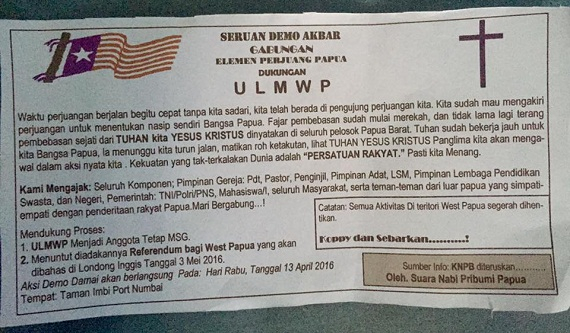 SERUAN DEMO AKBAR
GABUNGAN
ELEMEN PERJUANG PAPUA
DUKUNGAN
U L M W P
Waktu perjuangan berjalan begitu cepat tanpa kita sadari, kita telah berada di pengujung perjuangan kita. Kita sudah mau mengakiri
perjuangan untuk menentukan nasip sendiri Bangsa Papua. Fajar pembebasan sudah mulai merekah, dan tidak lama lagi terang
pembebasan sejati dari TUHAN kita YESUS KRISTUS dinyatakan di seluruh pelosok Papua Barat. Tuhan sudah bekerja jauh untuk
kita Bangsa Papua, Ia menunggu kita turun jalan, matikan roh ketakutan, lihat TUHAN YESUS KRISTUS Panglima kita akan menga-
wal dalam aksi nyata kita . Kekuatan yang tak-terkalakan Dunia adalah "PERSATUAN RAKYAT." Pasti kita Menang.
Kami Mengajak: Seluruh Komponen; Pimpinan Gereja: Pdt, Pastor, Penginjil, Pimpinan Adat, LSM, Pimpinan Lembaga Pendidikan
Swasta, dan Negeri, Pemerintah: TNI/Polri/PNS, Mahasiswa/i, seluruh Masyarakat, serta teman-teman dari luar papua yang simpati-
empati dengan penderitaan rakyat Papua.Mari Bergabung...!
Mendukung Proses:
1. ULMWP Menjadi Anggota Tetap MSG.
2. Menuntut diadakannya Referendum bagi West Papua yang akan
dibahas di Londong Inggis Tanggal 3 Mei 2016.
Aksi Demo Damai akan berlangsung Pada: Hari Rabu, Tanggal 13 April 2016
Tempat: Taman Imbi Port Numbai
Catatan: Semua Aktivitas Di teritori West Papua segerah dihen-
tikan.
Koppy dan Sebarkan...........!
Sumber Info: KNPB diteruskan............
Oleh. Suara Nabi Pribumi Papua